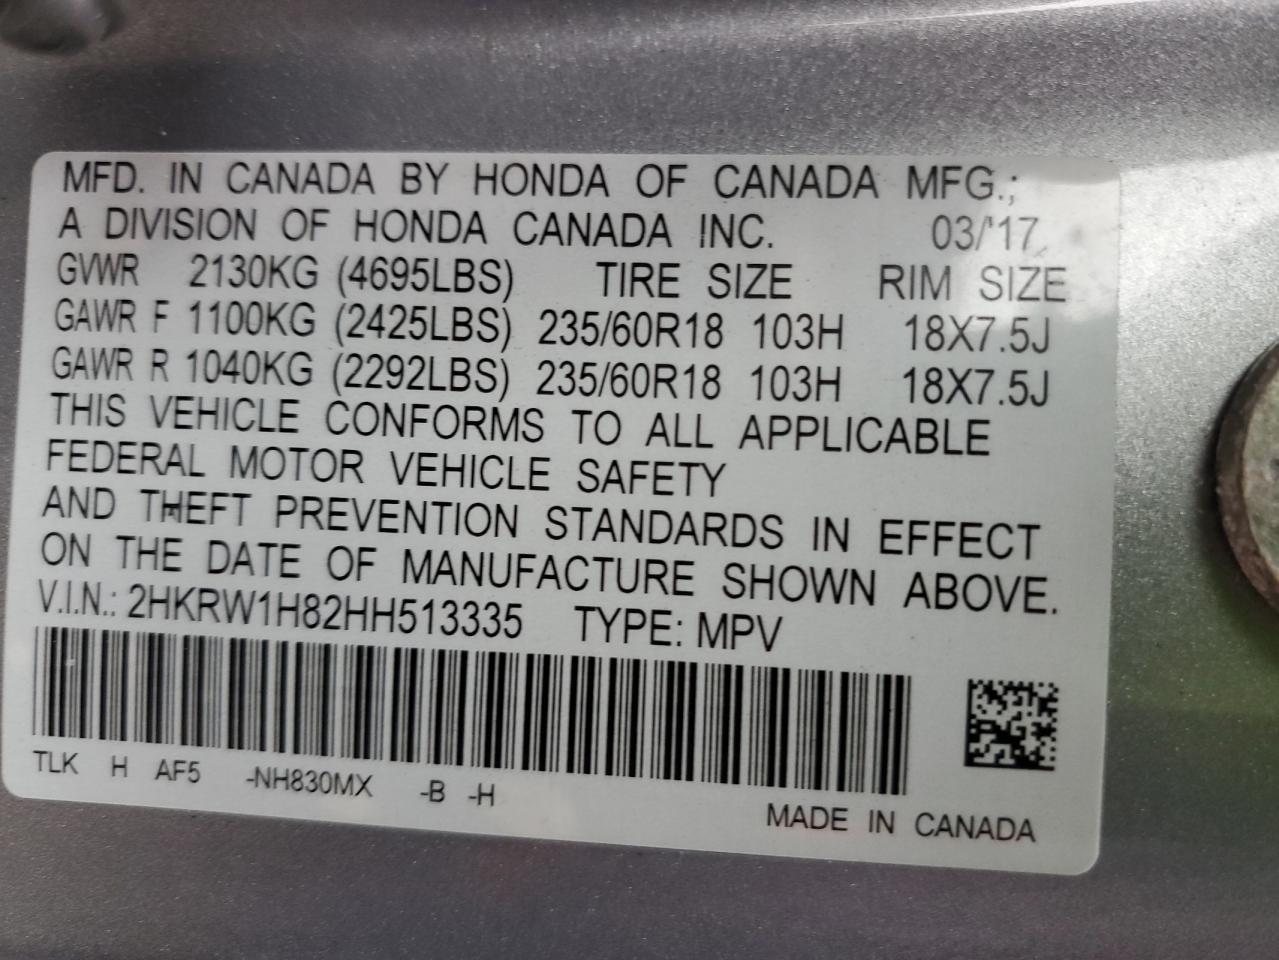 MFD. IN CANADA BY HONDA OF CANADA MFG.;
A DIVISION OF HONDA CANADA INC. 03/'17
GVWR 2130KG (4695LBS) TIRE SIZE RIM SIZE
GAWR F 1100KG (2425LBS) 235/60R18 103H 18X7.5J
GAWR R 1040KG (2292LBS) 235/60R18 103H 18X7.5J
THIS VEHICLE CONFORMS TO ALL APPLICABLE
FEDERAL MOTOR VEHICLE SAFETY
AND THEFT PREVENTION STANDARDS IN EFFECT
ON THE DATE OF MANUFACTURE SHOWN ABOVE.
V.I.N.: 2HKRW1H82HH513335 TYPE: MPV
TLK H AF5 -NH830MX -B -H
MADE IN CANADA